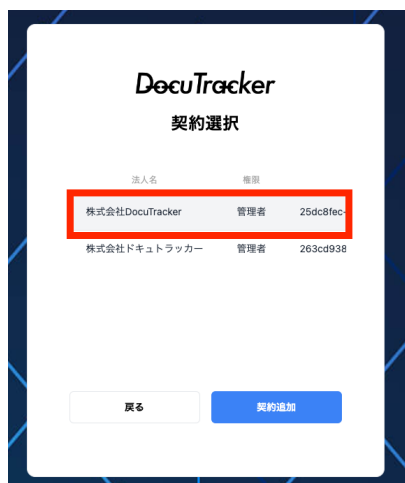 DocuTracker
契約選択
法人名 権限
株式会社DocuTracker 管理者 25dc8fec-
株式会社ドキュトラッカー 管理者 263cd938
戻る 契約追加